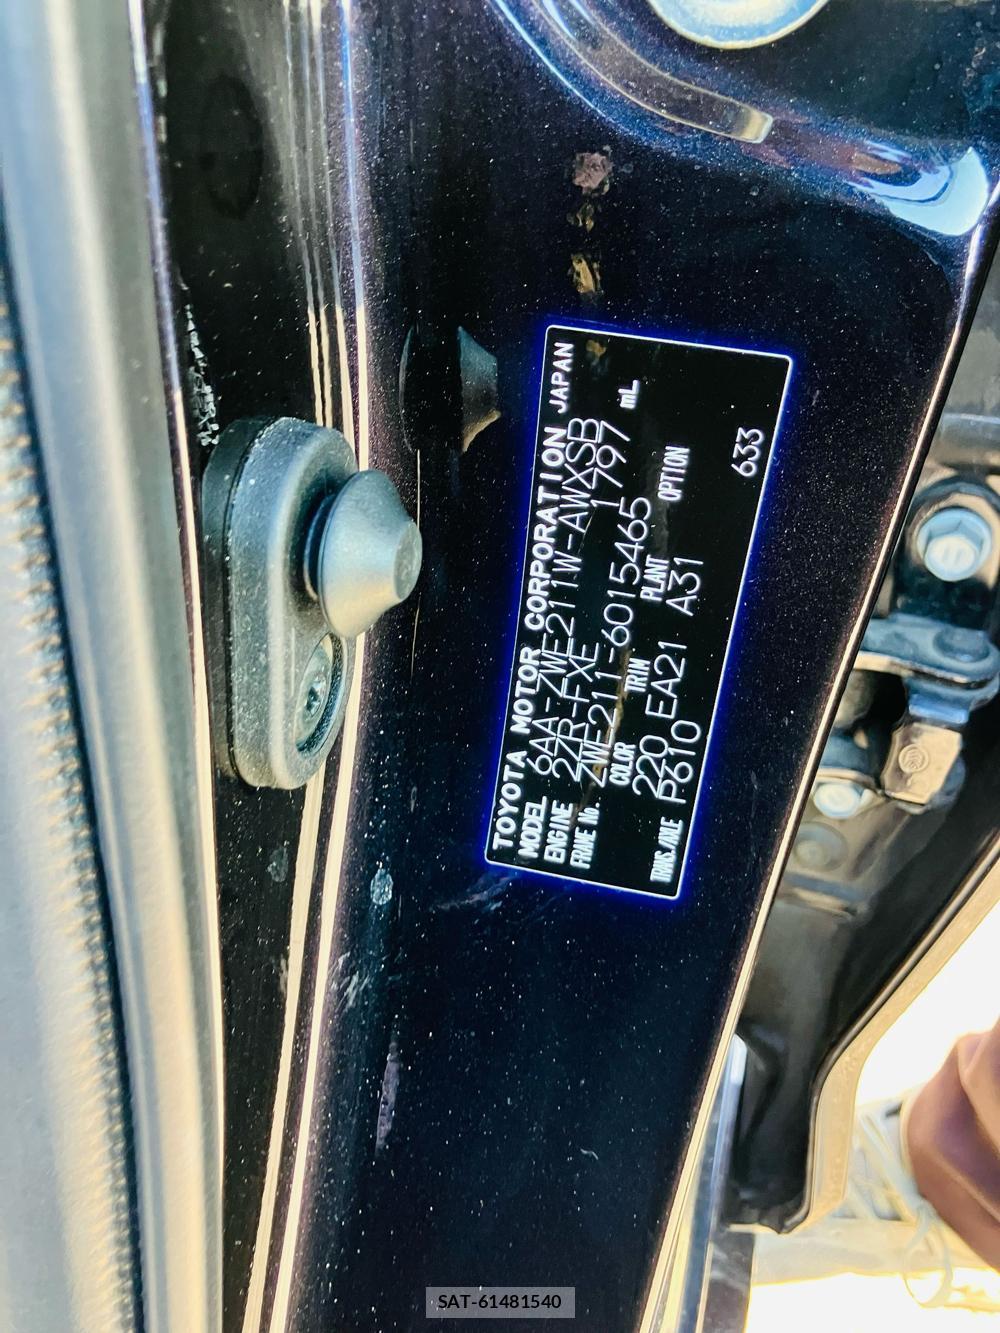 TOYOTA MOTOR CORPORATION JAPAN
MODEL 6AA-ZWE211W-AWXSB
ENGINE 2ZR-FXE 1797 mL
FRAME No. ZWE211-6015465
COLOR TRIM PLANT OPTION
220 EA21 A31
TRANS./AXLE P610 633
SAT-61481540